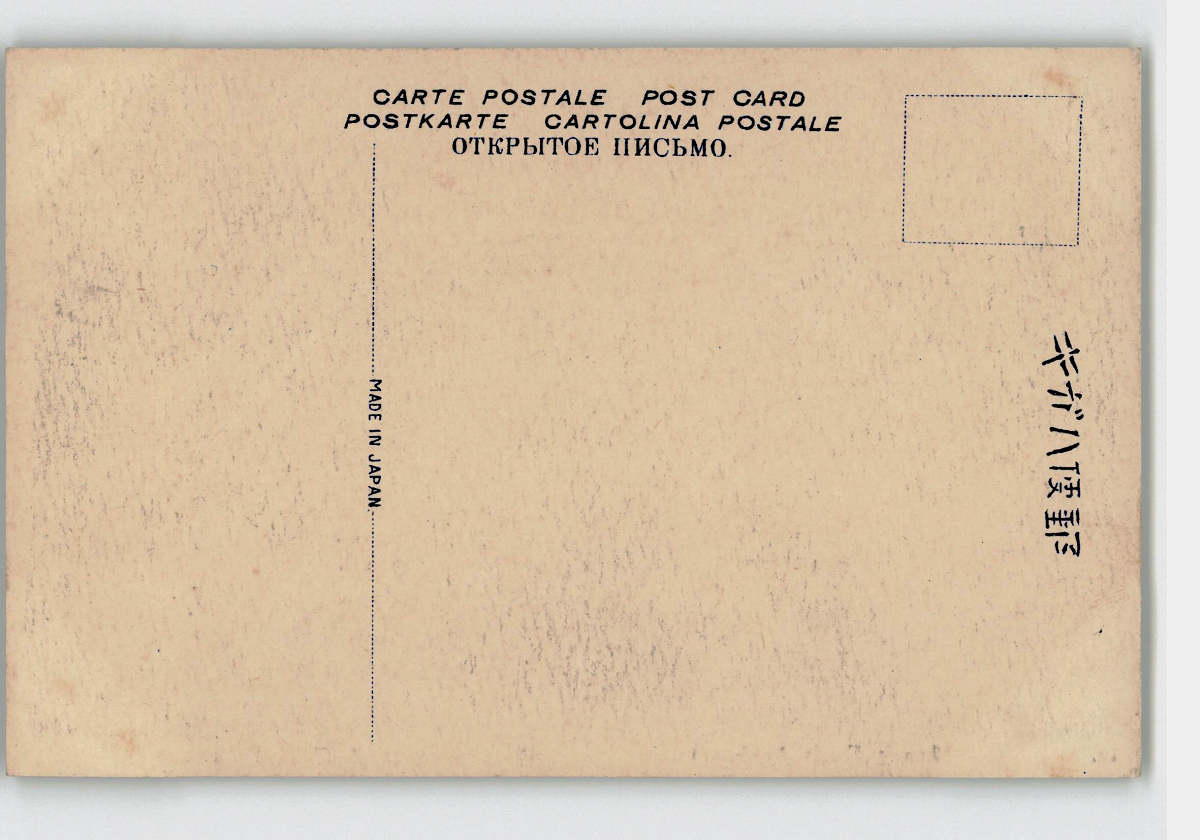 CARTE POSTALE POST CARD
POSTKARTE CARTOLINA POSTALE
ОТКРЫТОЕ ПИСЬМО.
MADE IN JAPAN.
郵便ハガキ